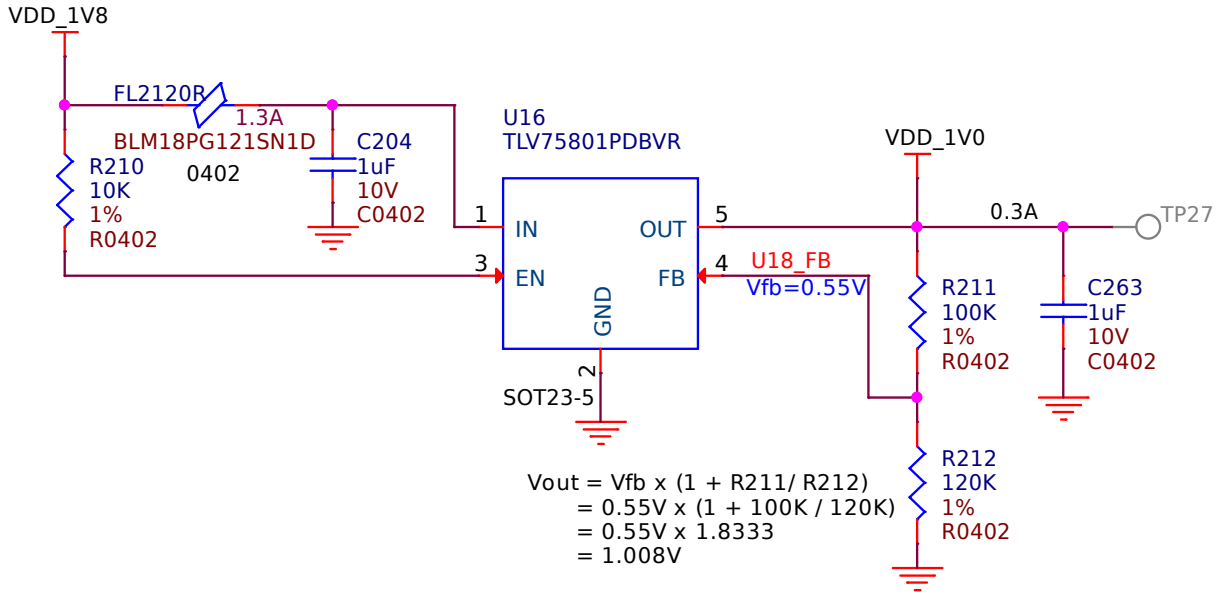 VDD_1V8
FL2120R
1.3A
BLM18PG121SN1D
0402
R210
10K
1%
R0402
C204
1uF
10V
C0402
U16
TLV75801PDBVR
1
IN
OUT
5
3
EN
FB
4
GND
2
SOT23-5
U18_FB
Vfb=0.55V
VDD_1V0
0.3A
TP27
R211
100K
1%
R0402
C263
1uF
10V
C0402
R212
120K
1%
R0402
Vout = Vfb x (1 + R211/ R212)
= 0.55V x (1 + 100K / 120K)
= 0.55V x 1.8333
= 1.008V